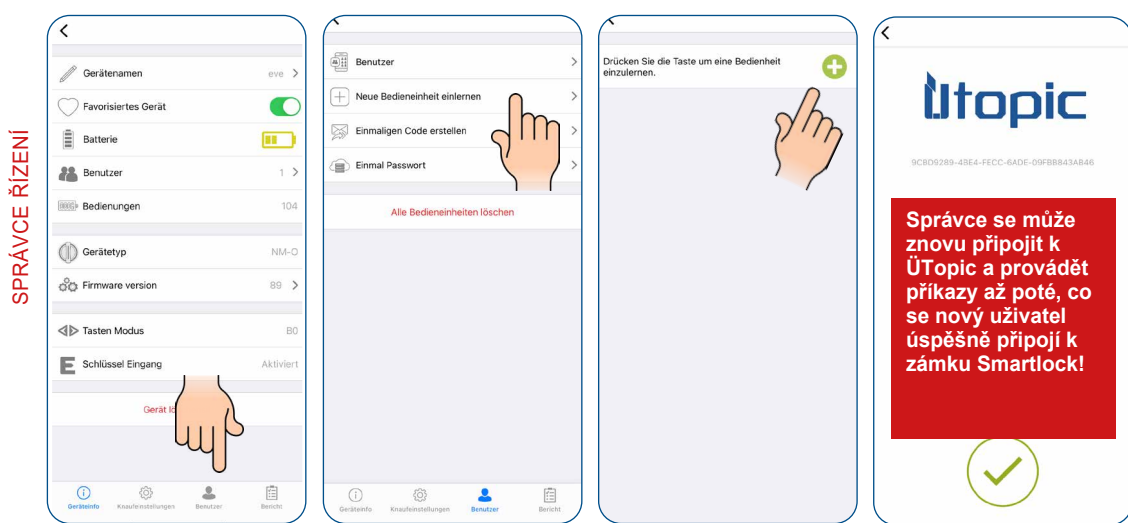 SPRÁVCE ŘÍZENÍ
Gerätenamen eve
Favorisiertes Gerät
Batterie
Benutzer 1
Bedienungen 104
Gerätetyp NM-O
Firmware version 89
Tasten Modus B0
E Schlüssel Eingang Aktiviert
Gerät lö
Geräteinfo Knaufeinstellungen Benutzer Bericht
Benutzer
Neue Bedieneinheit einlernen
Einmaligen Code erstellen
Einmal Passwort
Alle Bedieneinheiten löschen
Geräteinfo Knaufeinstellungen Benutzer Bericht
Drücken Sie die Taste um eine Bedienheit
einzulernen.
Ütopic
9C8D9289-4BE4-FECC-6ADE-09FBB843AB46
Správce se může
znovu připojit k
ÜTopic a provádět
příkazy až poté, co
se nový uživatel
úspěšně připojí k
zámku Smartlock!